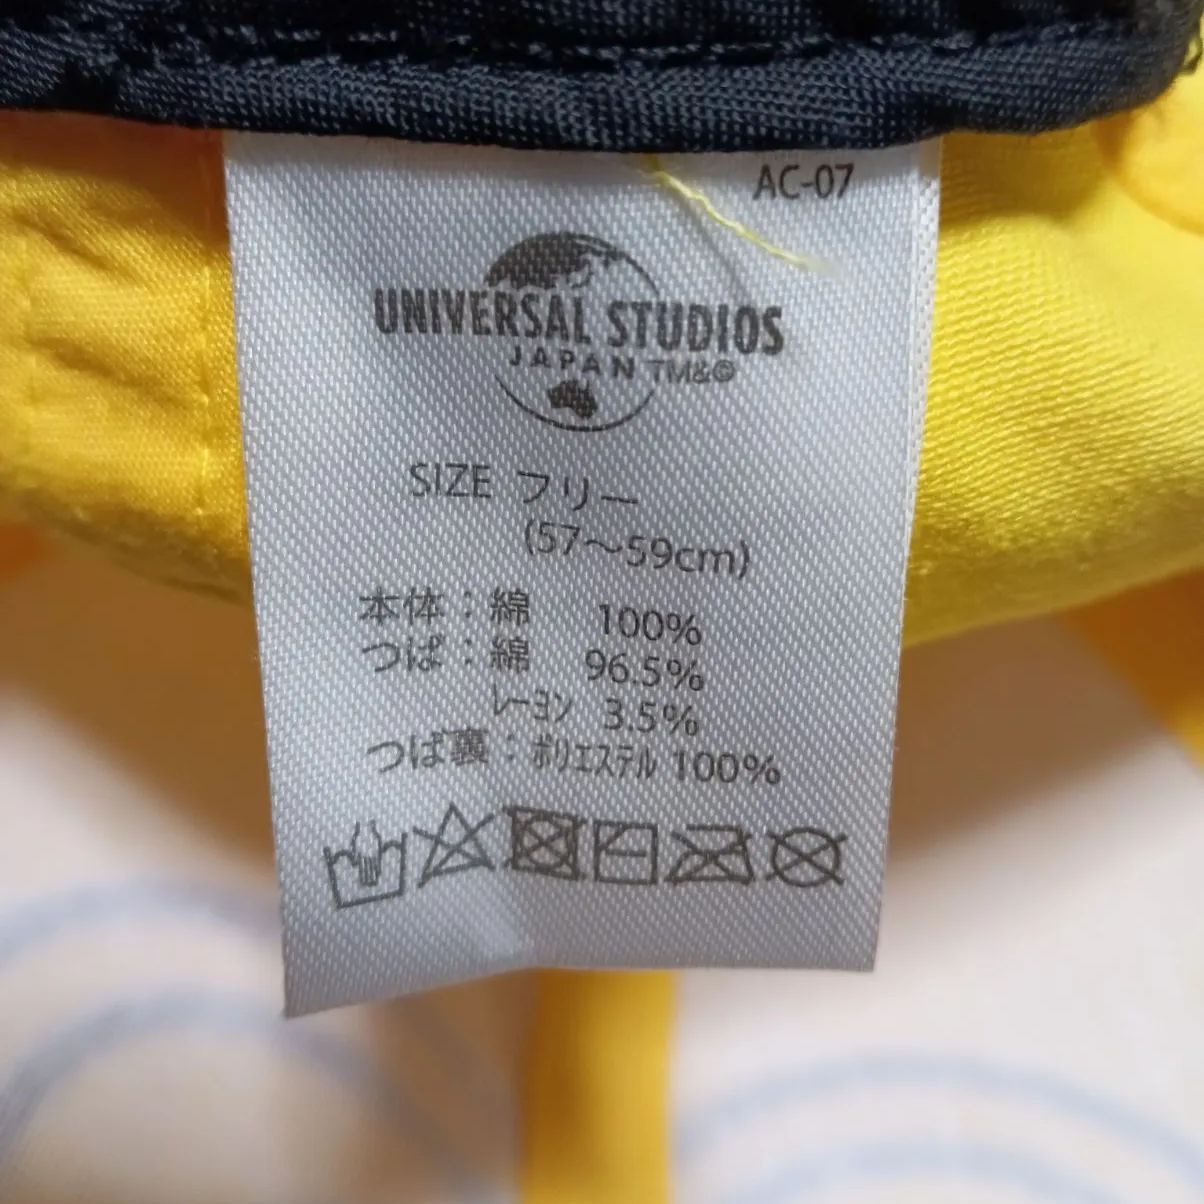 AC-07
UNIVERSAL STUDIOS
JAPAN TM&©
SIZE フリー
(57～59cm)
本体：綿 100%
つば：綿 96.5%
レーヨン 3.5%
つば裏：ポリエステル 100%